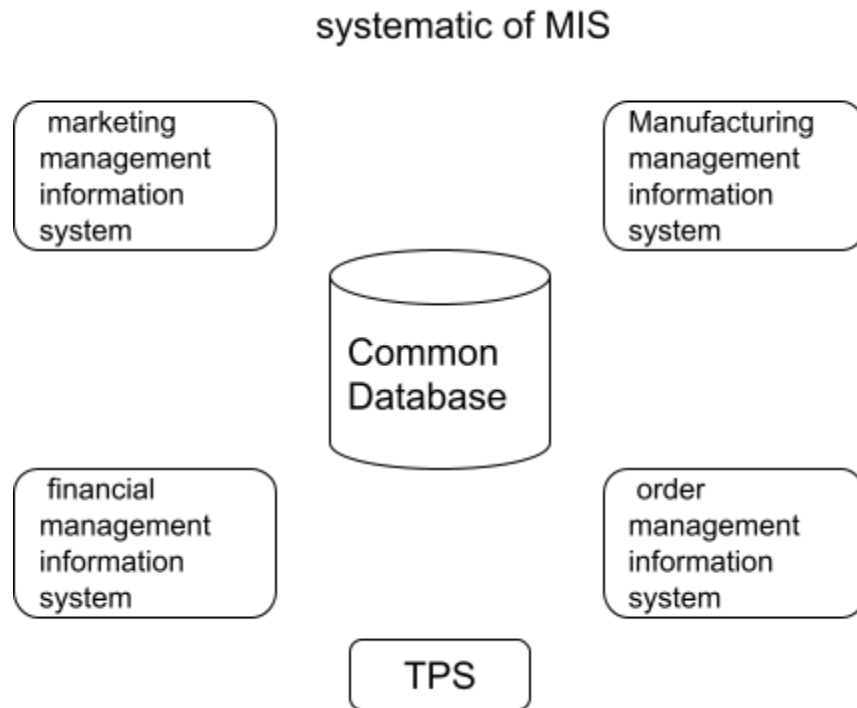 systematic of MIS
marketing
management
information
system
Manufacturing
management
information
system
Common
Database
financial
management
information
system
order
management
information
system
TPS